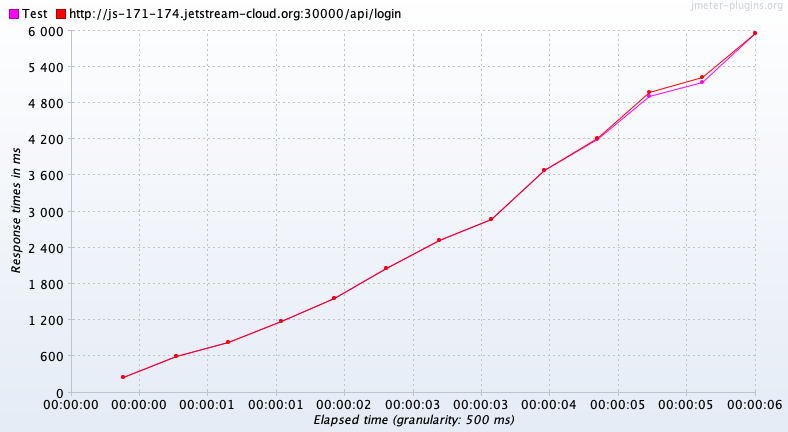 jmeter-plugins.org
Test http://js-171-174.jetstream-cloud.org:30000/api/login
6 000
5 400
4 800
4 200
3 600
3 000
2 400
1 800
1 200
600
0
Response times in ms
00:00:00 00:00:00 00:00:01 00:00:01 00:00:02 00:00:03 00:00:03 00:00:04 00:00:05 00:00:05 00:00:06
Elapsed time (granularity: 500 ms)